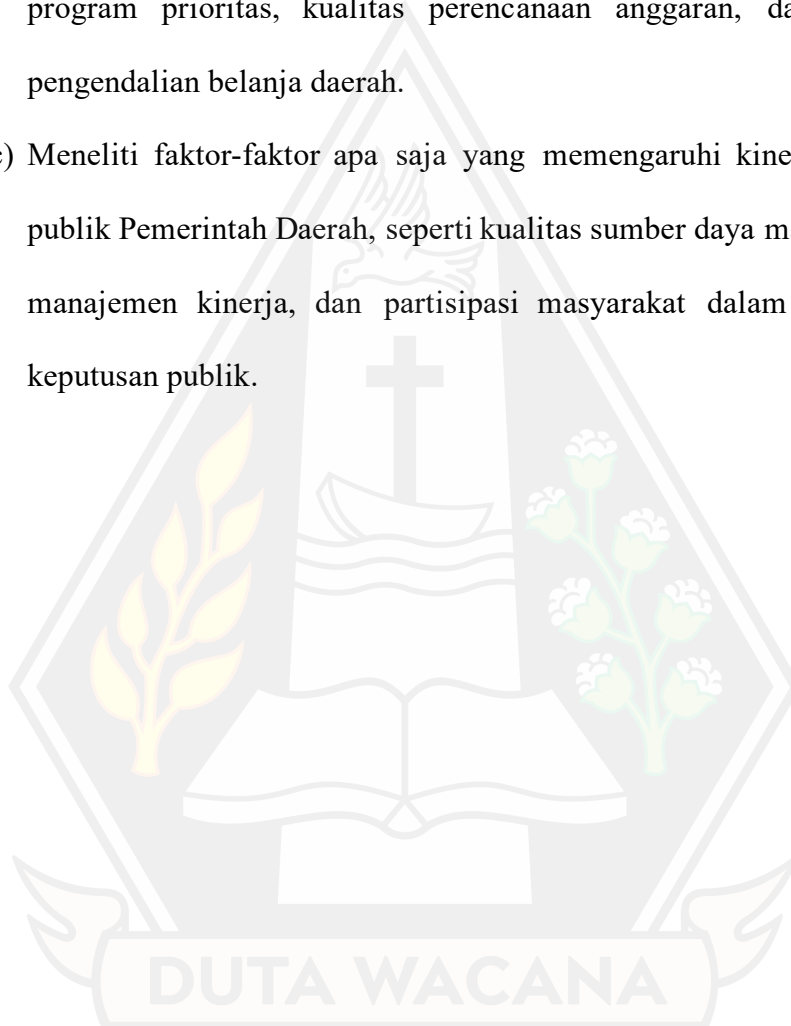 program prioritas, kualitas perencanaan anggaran, da
pengendalian belanja daerah.
c) Meneliti faktor-faktor apa saja yang memengaruhi kine
publik Pemerintah Daerah, seperti kualitas sumber daya m
manajemen kinerja, dan partisipasi masyarakat dalam
keputusan publik.
DUTA WACANA